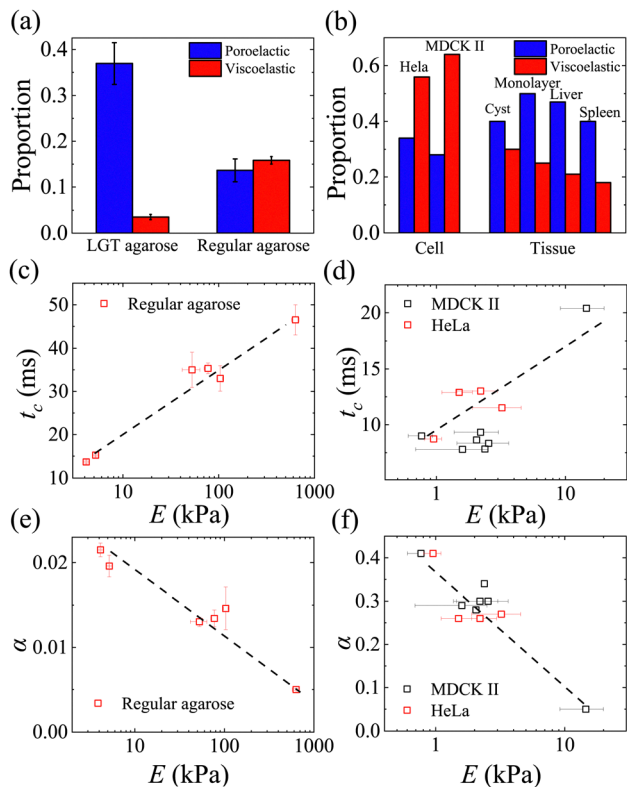 (a)
0.4
0.3
0.2
0.1
0.0
Proportion
Poroelactic
Viscoelastic
LGT agarose
Regular agarose
(b)
0.6
0.4
0.2
0.0
Proportion
MDCK II
Hela
Poroelactic
Viscoelastic
Monolayer
Cyst
Liver
Spleen
Cell
Tissue
(c)
50
40
30
20
10
t_c (ms)
Regular agarose
10
100
1000
E (kPa)
(d)
20
15
10
5
t_c (ms)
MDCK II
HeLa
1
10
E (kPa)
(e)
0.02
0.01
0.00
α
Regular agarose
10
100
1000
E (kPa)
(f)
0.4
0.3
0.2
0.1
0.0
α
MDCK II
HeLa
1
10
E (kPa)